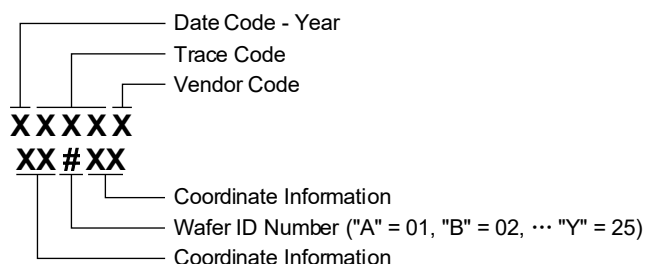 Date Code - Year
Trace Code
Vendor Code
X X X X X
XX # XX
Coordinate Information
Wafer ID Number ("A" = 01, "B" = 02, ··· "Y" = 25)
Coordinate Information